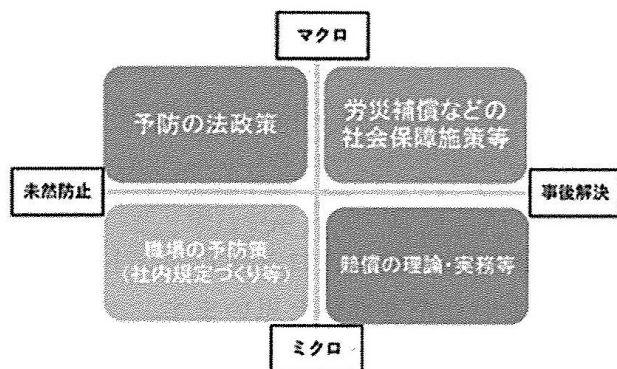 マクロ
予防の法政策
労災補償などの
社会保障施策等
未然防止
事後解決
職場の予防策
(社内規定づくり等)
賠償の理論・実務等
ミクロ